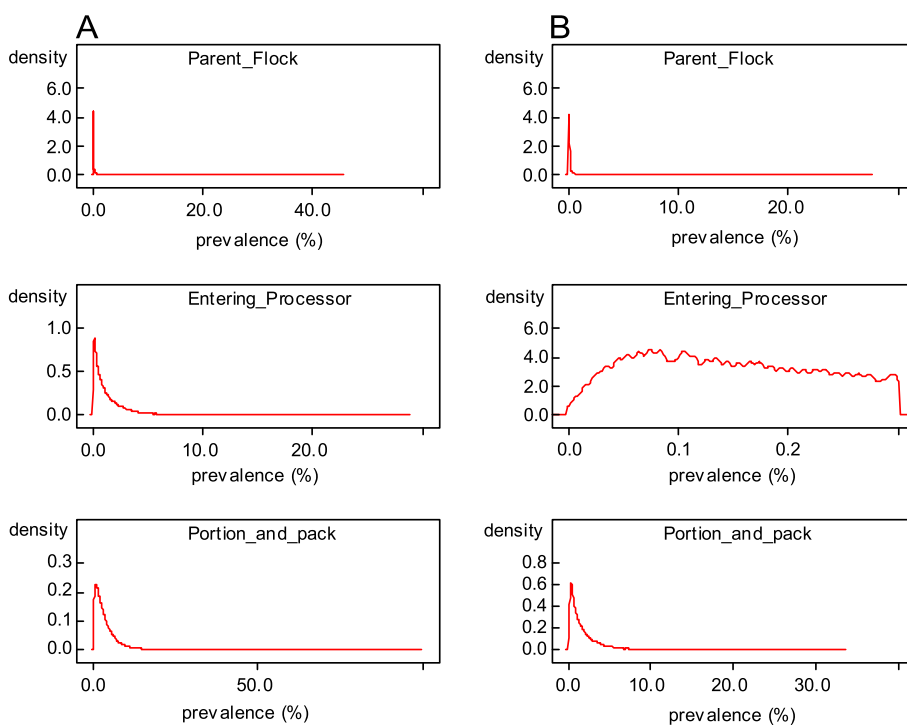 A
density
Parent_Flock
6.0
4.0
2.0
0.0
0.0 20.0 40.0
prevalence (%)
density
Entering_Processor
1.0
0.5
0.0
0.0 10.0 20.0
prevalence (%)
density
Portion_and_pack
0.3
0.2
0.1
0.0
0.0 50.0
prevalence (%)
B
density
Parent_Flock
6.0
4.0
2.0
0.0
0.0 10.0 20.0
prevalence (%)
density
Entering_Processor
6.0
4.0
2.0
0.0
0.0 0.1 0.2
prevalence (%)
density
Portion_and_pack
0.8
0.6
0.4
0.2
0.0
0.0 10.0 20.0 30.0
prevalence (%)